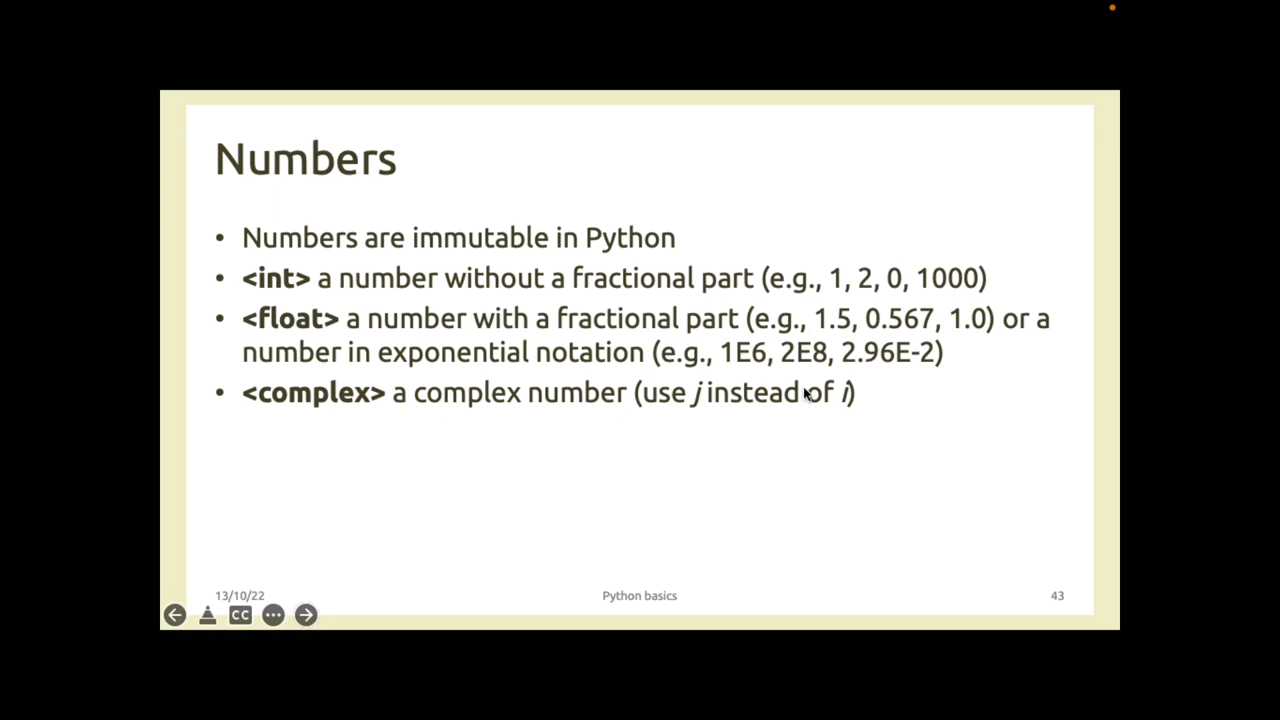 Numbers
• Numbers are immutable in Python
• <int> a number without a fractional part (e.g., 1, 2, 0, 1000)
• <float> a number with a fractional part (e.g., 1.5, 0.567, 1.0) or a
number in exponential notation (e.g., 1E6, 2E8, 2.96E-2)
• <complex> a complex number (use j instead of i)
13/10/22
Python basics
43
CC